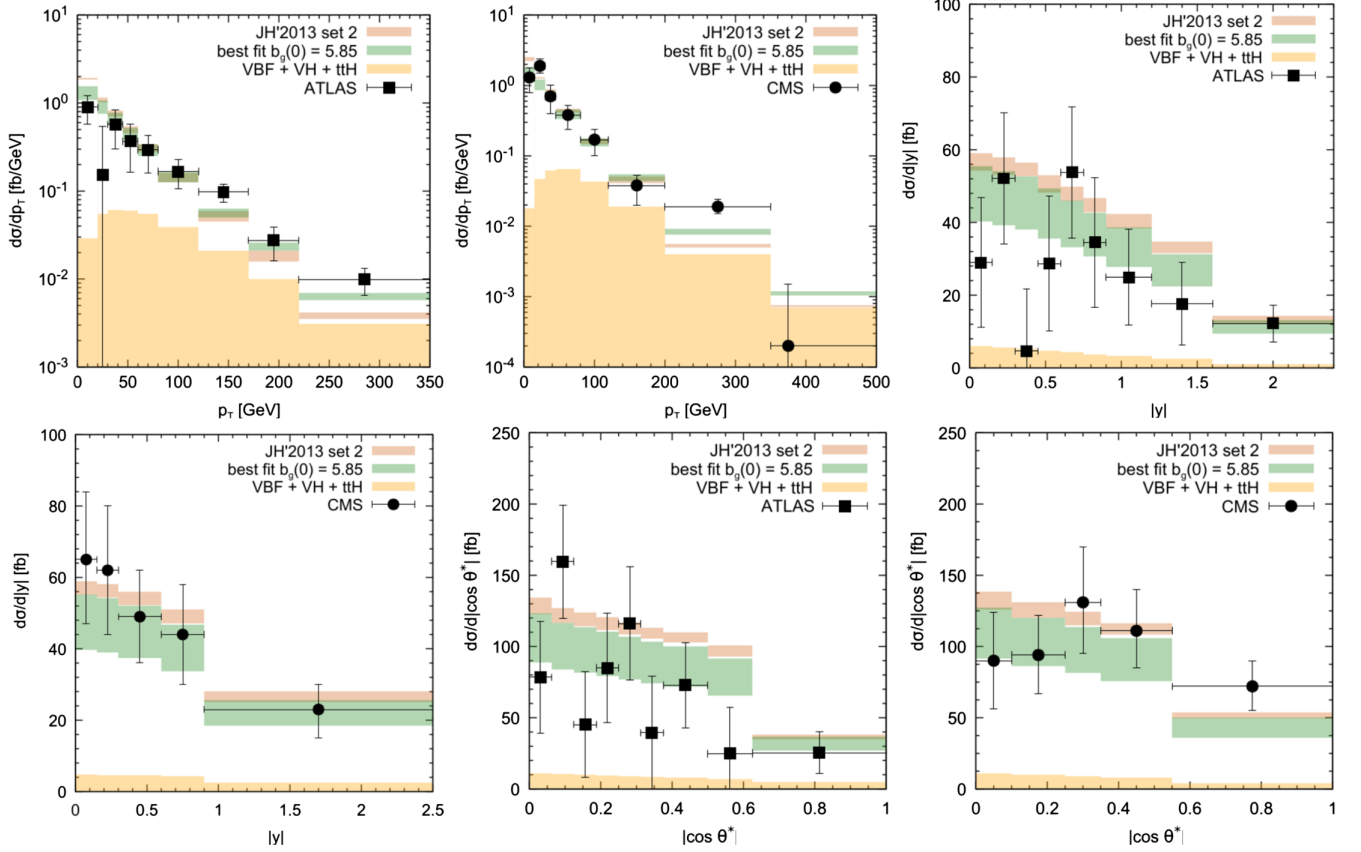 JH'2013 set 2
best fit b_g(0) = 5.85
VBF + VH + ttH
ATLAS
dσ/dp_T [fb/GeV]
10^1
10^0
10^-1
10^-2
10^-3
0 50 100 150 200 250 300 350
p_T [GeV]
JH'2013 set 2
best fit b_g(0) = 5.85
VBF + VH + ttH
CMS
dσ/dp_T [fb/GeV]
10^1
10^0
10^-1
10^-2
10^-3
10^-4
0 100 200 300 400 500
p_T [GeV]
JH'2013 set 2
best fit b_g(0) = 5.85
VBF + VH + ttH
ATLAS
dσ/d|y| [fb]
100
80
60
40
20
0
0 0.5 1 1.5 2
|y|
JH'2013 set 2
best fit b_g(0) = 5.85
VBF + VH + ttH
CMS
dσ/d|y| [fb]
100
80
60
40
20
0
0 0.5 1 1.5 2 2.5
|y|
JH'2013 set 2
best fit b_g(0) = 5.85
VBF + VH + ttH
ATLAS
dσ/d|cos θ*| [fb]
250
200
150
100
50
0
0 0.2 0.4 0.6 0.8 1
|cos θ*|
JH'2013 set 2
best fit b_g(0) = 5.85
VBF + VH + ttH
CMS
dσ/d|cos θ*| [fb]
250
200
150
100
50
0
0 0.2 0.4 0.6 0.8 1
|cos θ*|